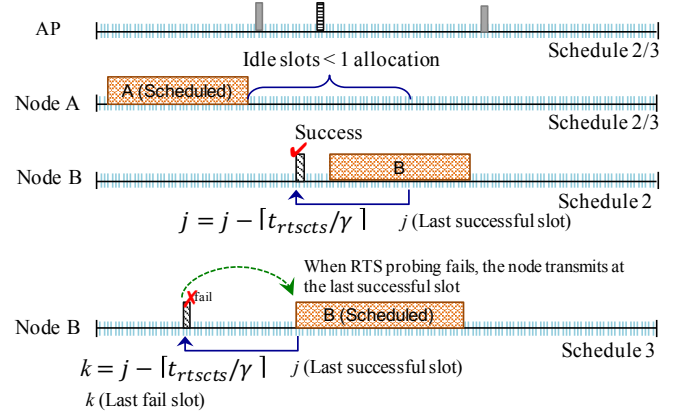 AP
Schedule 2/3
Idle slots < 1 allocation
A (Scheduled)
Node A
Schedule 2/3
Success
B
Node B
Schedule 2
j = j − ⌈t_rtscts/γ⌉ j (Last successful slot)
When RTS probing fails, the node transmits at
the last successful slot
fail
B (Scheduled)
Node B
Schedule 3
k = j − ⌈t_rtscts/γ⌉ j (Last successful slot)
k (Last fail slot)